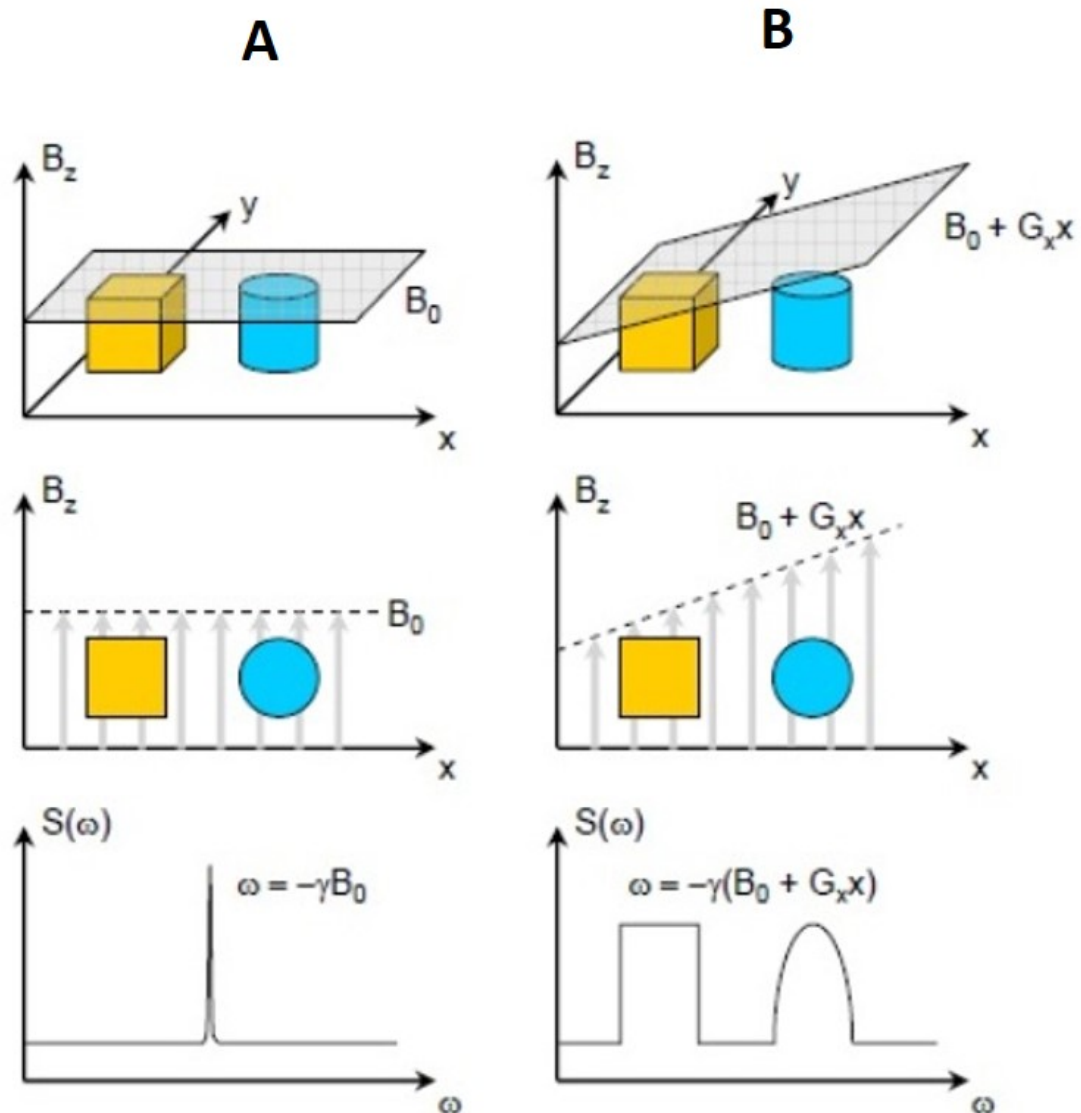 A
B
B_z
y
B_0
x
B_z
y
B_0 + G_xx
x
B_z
B_0
x
B_z
B_0 + G_xx
x
S(ω)
ω = −γB_0
ω
S(ω)
ω = −γ(B_0 + G_xx)
ω